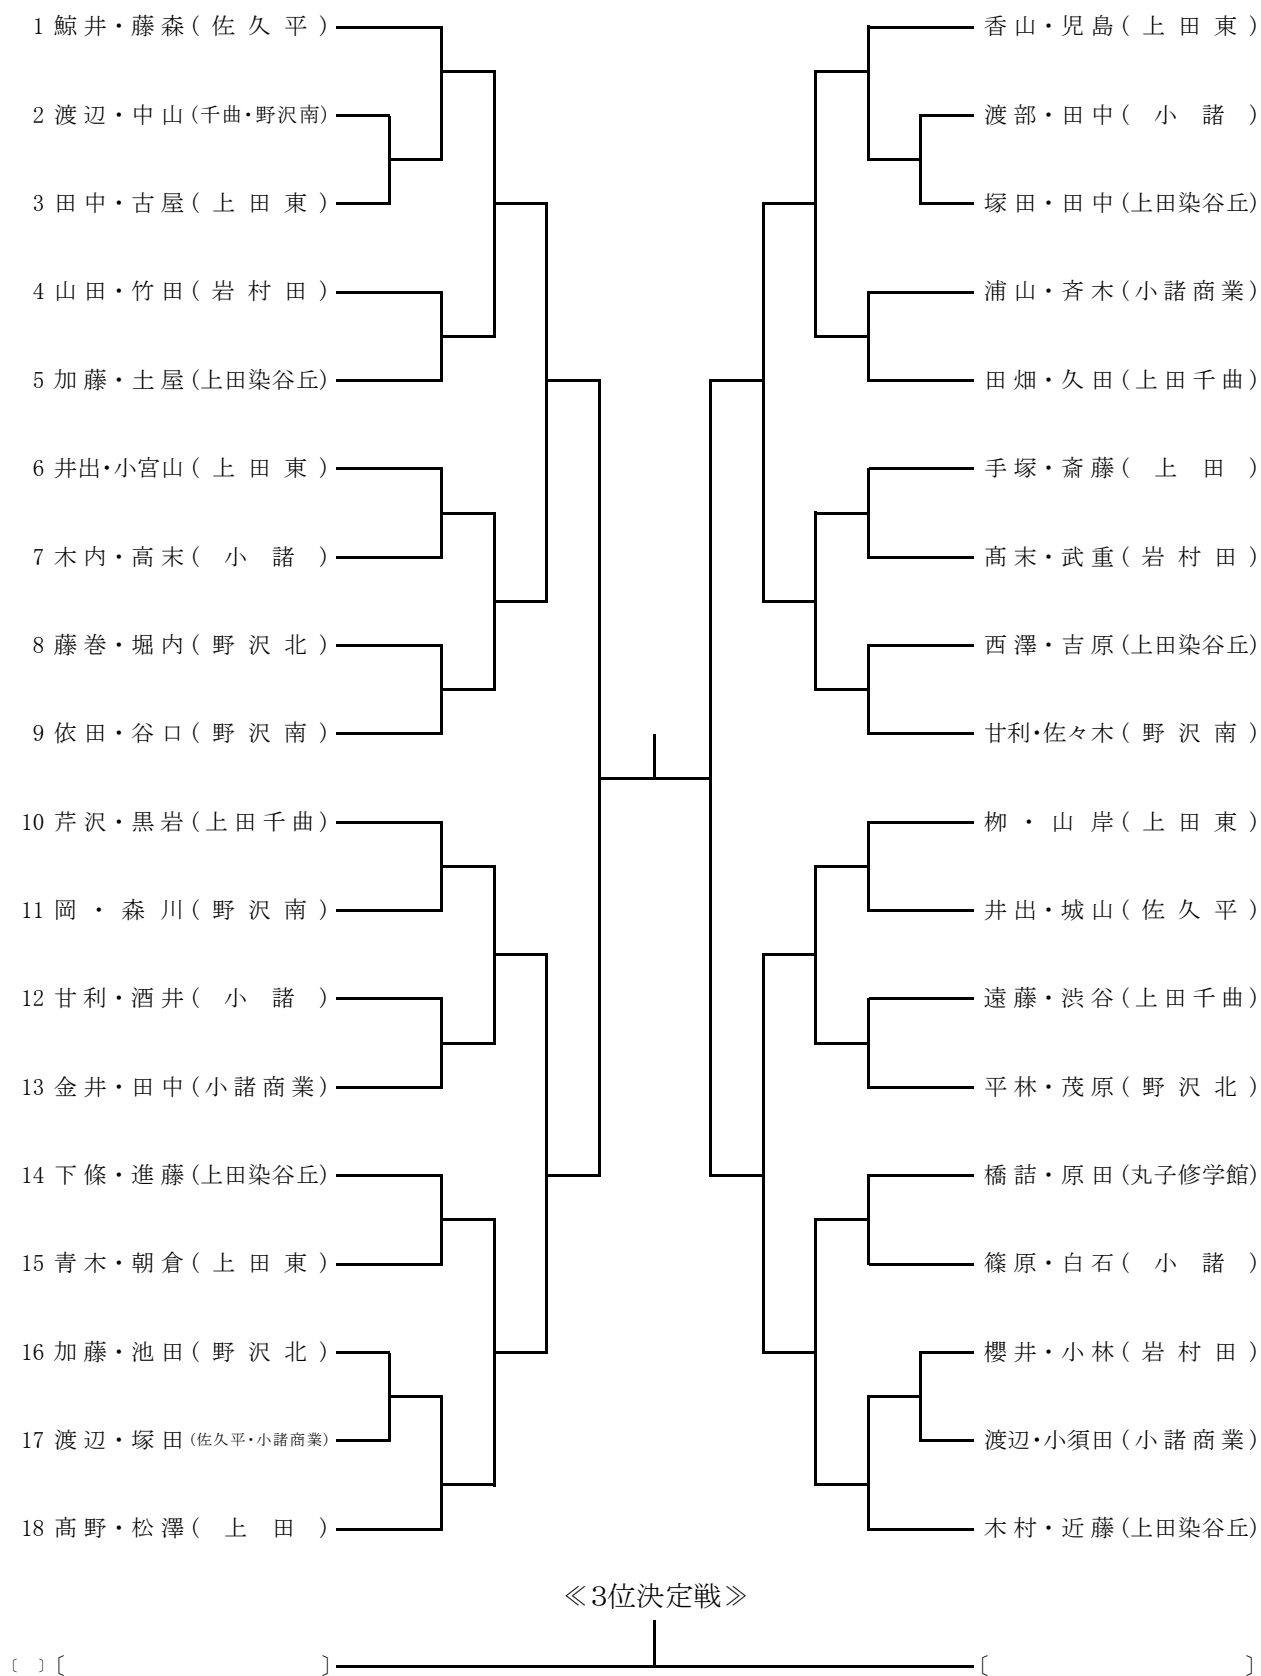 1 鯨井・藤森(佐久平)
2 渡辺・中山(千曲・野沢南)
3 田中・古屋(上田東)
4 山田・竹田(岩村田)
5 加藤・土屋(上田染谷丘)
6 井出・小宮山(上田東)
7 木内・高末(小諸)
8 藤巻・堀内(野沢北)
9 依田・谷口(野沢南)
10 芹沢・黒岩(上田千曲)
11 岡・森川(野沢南)
12 甘利・酒井(小諸)
13 金井・田中(小諸商業)
14 下條・進藤(上田染谷丘)
15 青木・朝倉(上田東)
16 加藤・池田(野沢北)
17 渡辺・塚田(佐久平・小諸商業)
18 髙野・松澤(上田)
香山・児島(上田東)
渡部・田中(小諸)
塚田・田中(上田染谷丘)
浦山・斉木(小諸商業)
田畑・久田(上田千曲)
手塚・斎藤(上田)
髙末・武重(岩村田)
西澤・吉原(上田染谷丘)
甘利・佐々木(野沢南)
栁・山岸(上田東)
井出・城山(佐久平)
遠藤・渋谷(上田千曲)
平林・茂原(野沢北)
橋詰・原田(丸子修学館)
篠原・白石(小諸)
櫻井・小林(岩村田)
渡辺・小須田(小諸商業)
木村・近藤(上田染谷丘)
≪3位決定戦≫
〔 〕〔 〕 〔 〕